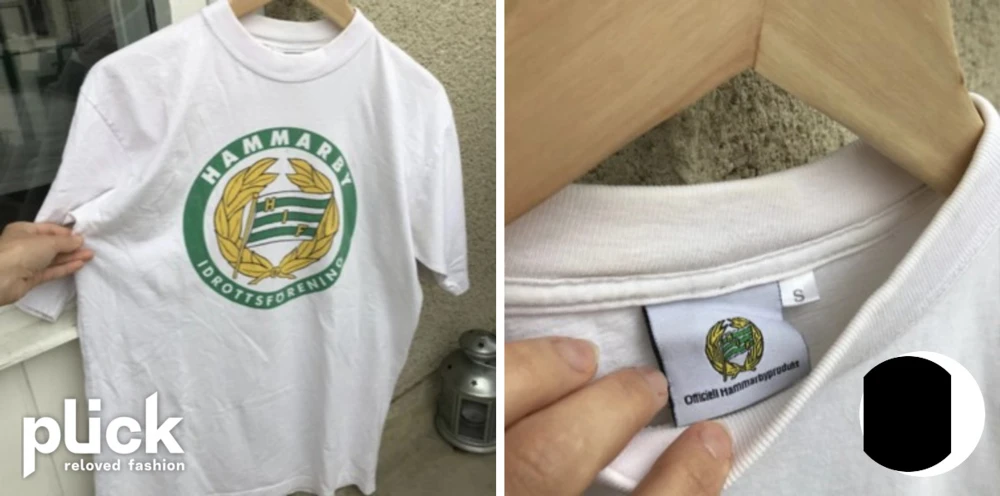 HAMMARBY
HIF
IDROTTSFÖRENING
plick
reloved fashion
S
Officiell Hammarbyprodukt